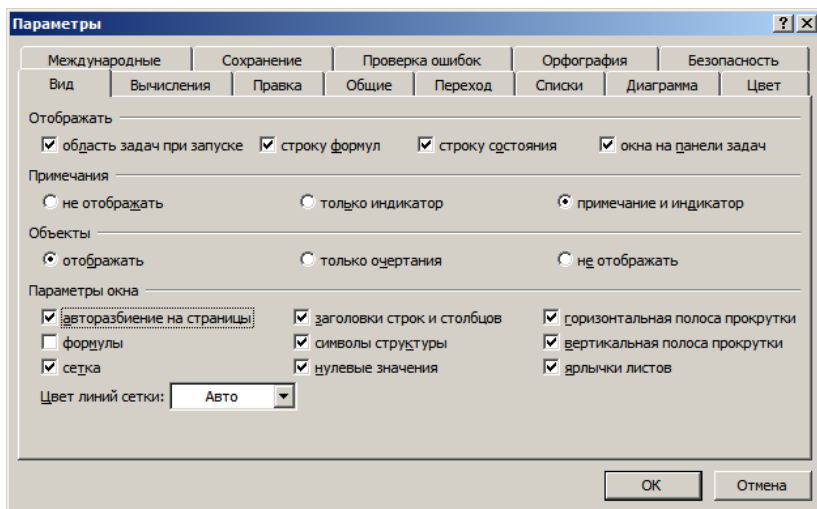 Параметры
Международные Сохранение Проверка ошибок Орфография Безопасность
Вид Вычисления Правка Общие Переход Списки Диаграмма Цвет
Отображать
область задач при запуске строку формул строку состояния окна на панели задач
Примечания
не отображать только индикатор примечание и индикатор
Объекты
отображать только очертания не отображать
Параметры окна
авторазбиение на страницы заголовки строк и столбцов горизонтальная полоса прокрутки
формулы символы структуры вертикальная полоса прокрутки
сетка нулевые значения ярлычки листов
Цвет линий сетки: Авто
ОК Отмена